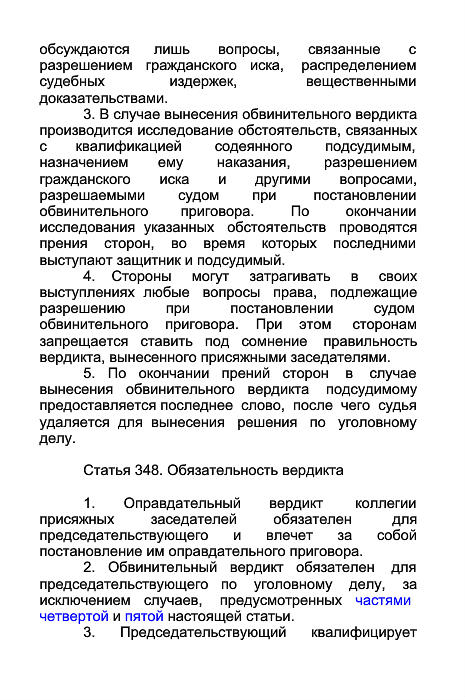 обсуждаются лишь вопросы, связанные с
разрешением гражданского иска, распределением
судебных издержек, вещественными
доказательствами.
3. В случае вынесения обвинительного вердикта
производится исследование обстоятельств, связанных
с квалификацией содеянного подсудимым,
назначением ему наказания, разрешением
гражданского иска и другими вопросами,
разрешаемыми судом при постановлении
обвинительного приговора. По окончании
исследования указанных обстоятельств проводятся
прения сторон, во время которых последними
выступают защитник и подсудимый.
4. Стороны могут затрагивать в своих
выступлениях любые вопросы права, подлежащие
разрешению при постановлении судом
обвинительного приговора. При этом сторонам
запрещается ставить под сомнение правильность
вердикта, вынесенного присяжными заседателями.
5. По окончании прений сторон в случае
вынесения обвинительного вердикта подсудимому
предоставляется последнее слово, после чего судья
удаляется для вынесения решения по уголовному
делу.
Статья 348. Обязательность вердикта
1. Оправдательный вердикт коллегии
присяжных заседателей обязателен для
председательствующего и влечет за собой
постановление им оправдательного приговора.
2. Обвинительный вердикт обязателен для
председательствующего по уголовному делу, за
исключением случаев, предусмотренных частями
четвертой и пятой настоящей статьи.
3. Председательствующий квалифицирует